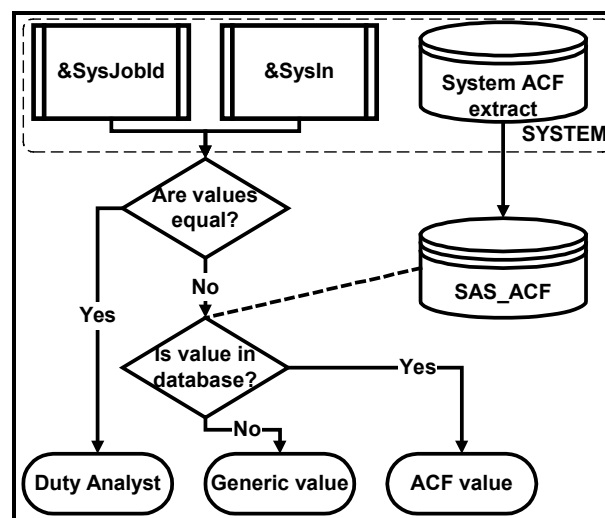 &SysJobId
&SysIn
System ACF
extract
SYSTEM
Are values
equal?
SAS_ACF
No
Yes
Is value in
database?
Yes
No
Duty Analyst
Generic value
ACF value